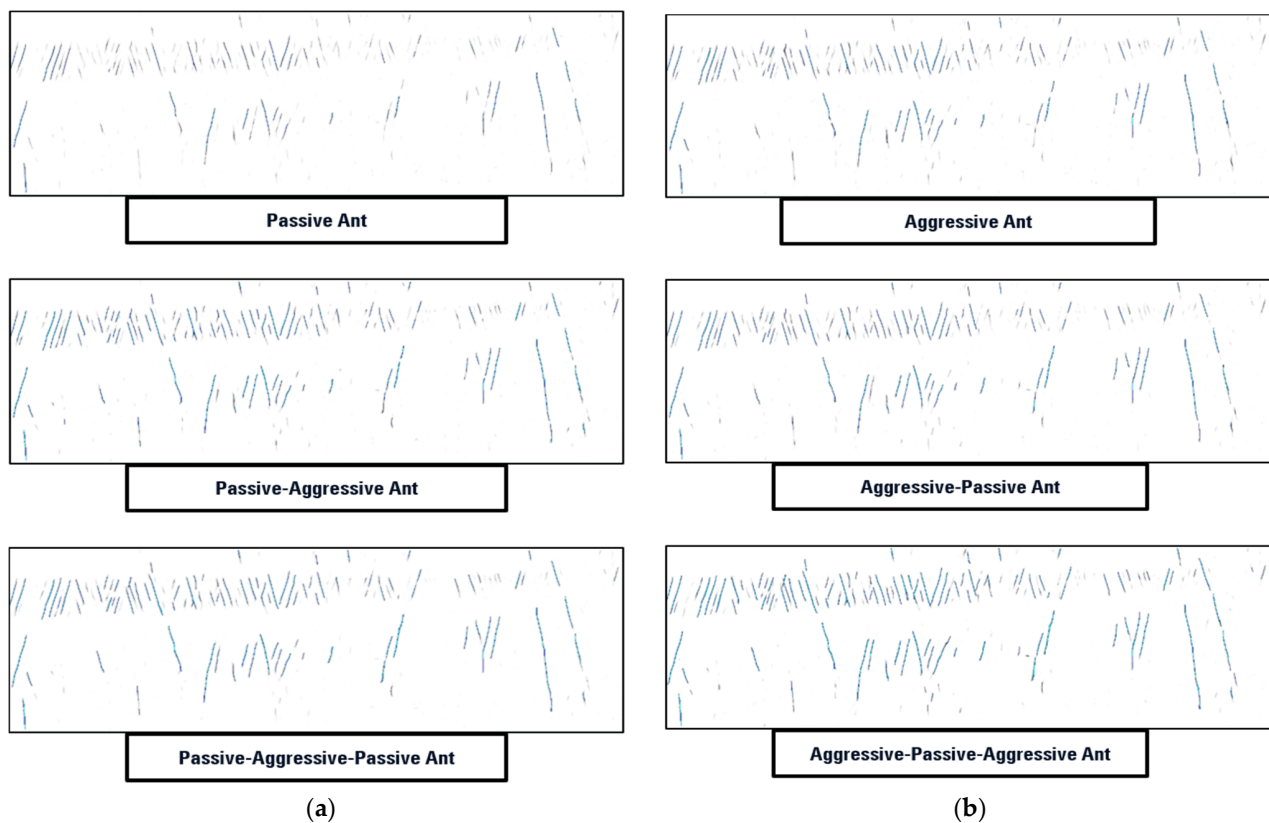 Passive Ant
Aggressive Ant
Passive-Aggressive Ant
Aggressive-Passive Ant
Passive-Aggressive-Passive Ant
Aggressive-Passive-Aggressive Ant
(a)
(b)